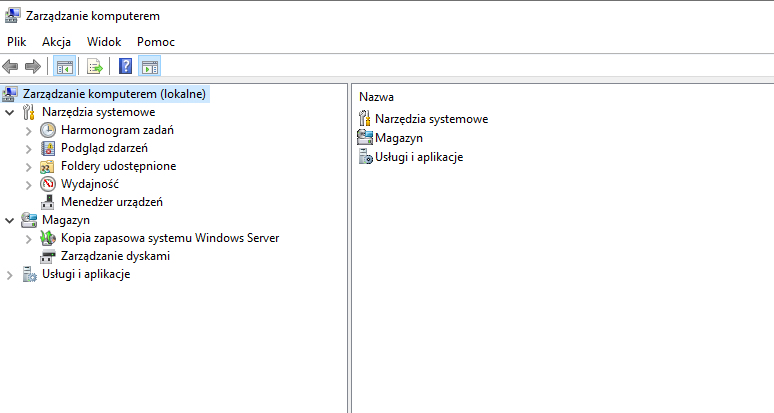 Zarządzanie komputerem
Plik Akcja Widok Pomoc
Zarządzanie komputerem (lokalne)
Narzędzia systemowe
Harmonogram zadań
Podgląd zdarzeń
Foldery udostępnione
Wydajność
Menedżer urządzeń
Magazyn
Kopia zapasowa systemu Windows Server
Zarządzanie dyskami
Usługi i aplikacje
Nazwa
Narzędzia systemowe
Magazyn
Usługi i aplikacje